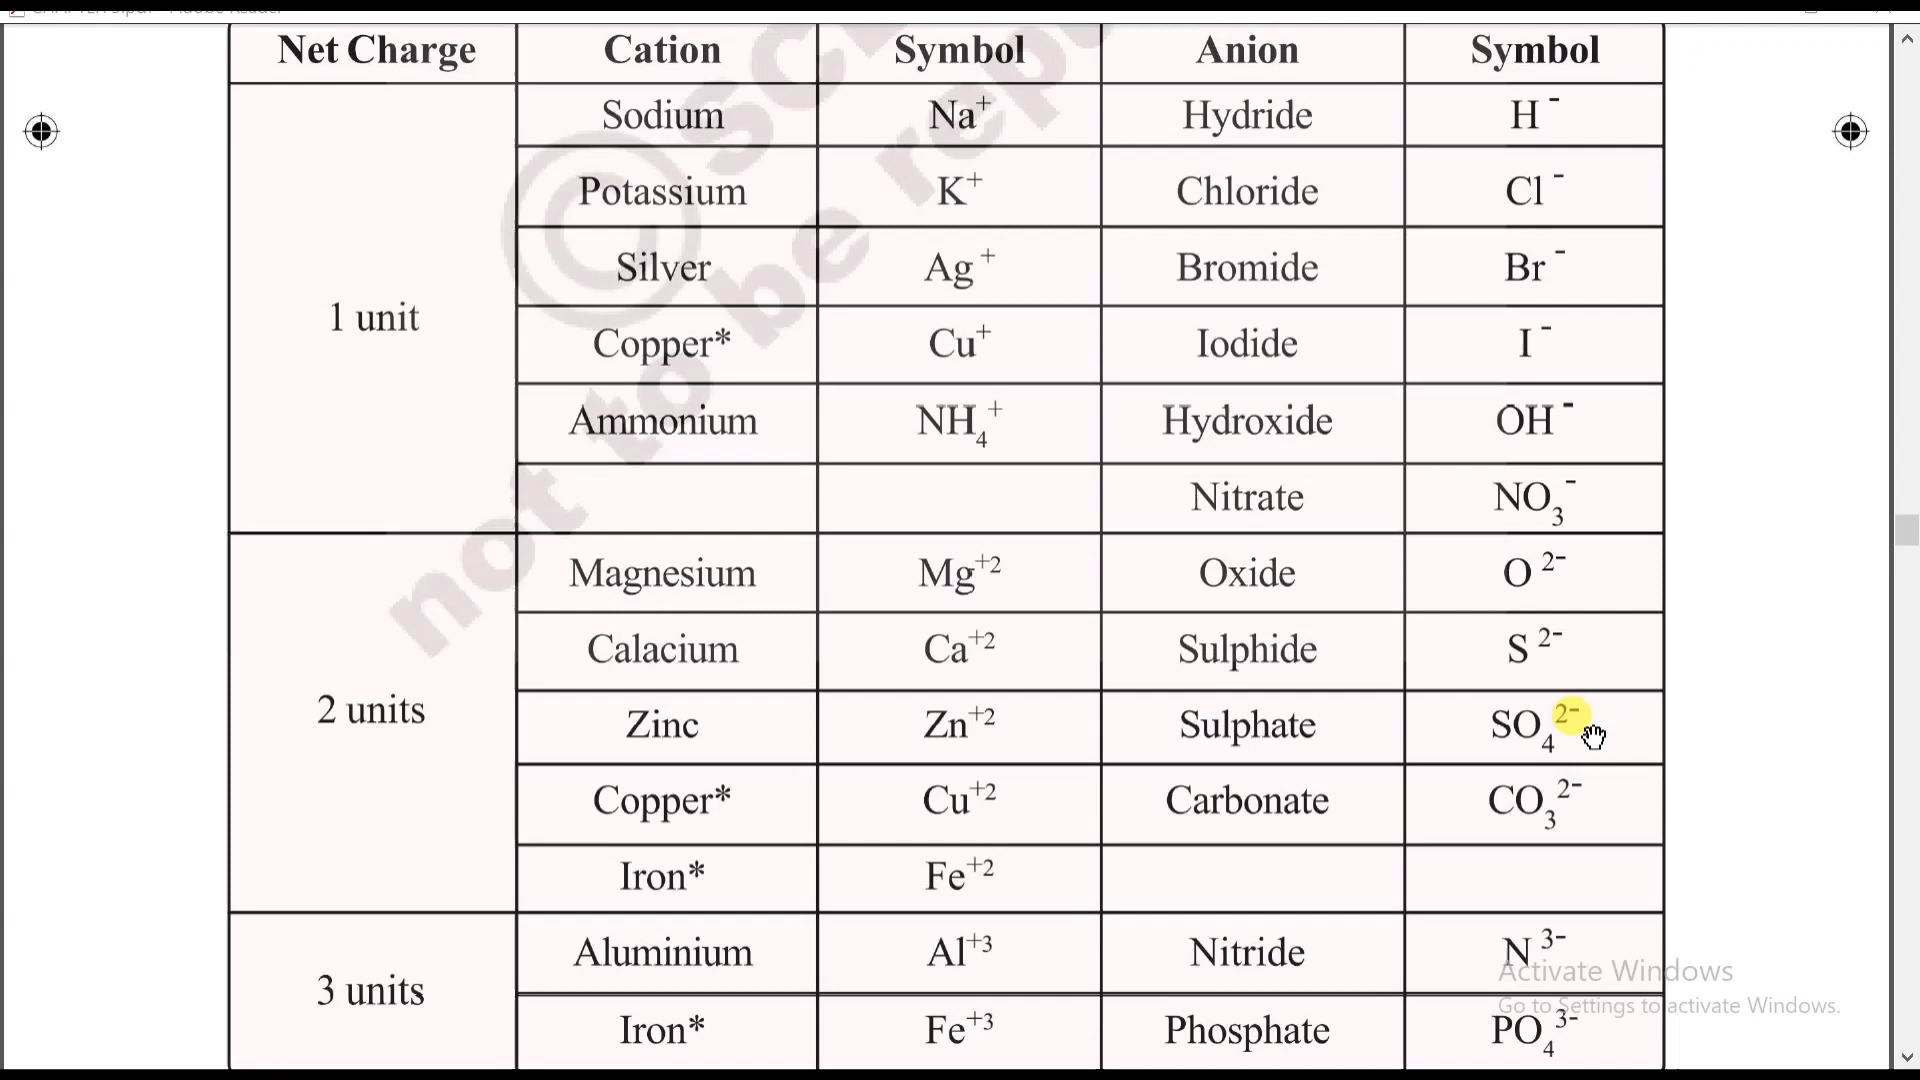 Net Charge Cation Symbol Anion Symbol
1 unit
Sodium Na⁺ Hydride H⁻
Potassium K⁺ Chloride Cl⁻
Silver Ag⁺ Bromide Br⁻
Copper* Cu⁺ Iodide I⁻
Ammonium NH₄⁺ Hydroxide OH⁻
Nitrate NO₃⁻
2 units
Magnesium Mg⁺² Oxide O²⁻
Calacium Ca⁺² Sulphide S²⁻
Zinc Zn⁺² Sulphate SO₄²⁻
Copper* Cu⁺² Carbonate CO₃²⁻
Iron* Fe⁺²
3 units
Aluminium Al⁺³ Nitride N³⁻
Iron* Fe⁺³ Phosphate PO₄³⁻
not to be
Activate Windows
Go to Settings to activate Windows.